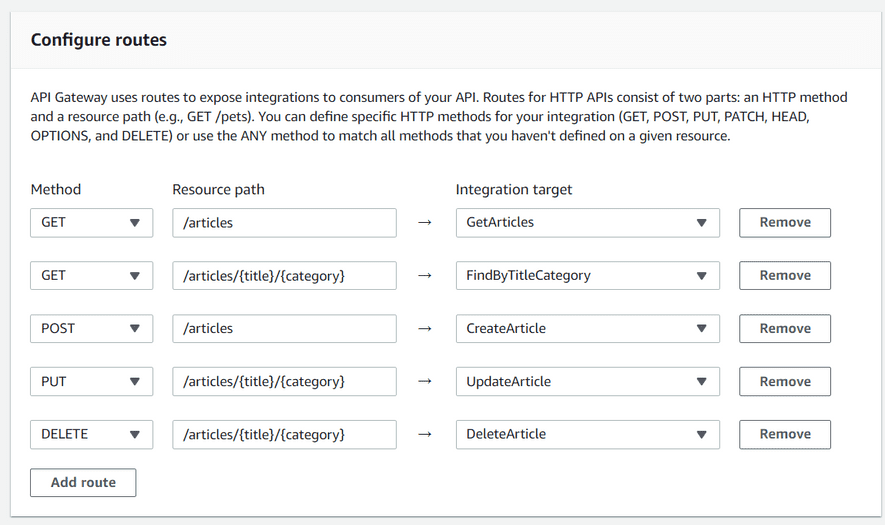 Configure routes
API Gateway uses routes to expose integrations to consumers of your API. Routes for HTTP APIs consist of two parts: an HTTP method
and a resource path (e.g., GET /pets). You can define specific HTTP methods for your integration (GET, POST, PUT, PATCH, HEAD,
OPTIONS, and DELETE) or use the ANY method to match all methods that you haven't defined on a given resource.
Method Resource path Integration target
GET /articles → GetArticles Remove
GET /articles/{title}/{category} → FindByTitleCategory Remove
POST /articles → CreateArticle Remove
PUT /articles/{title}/{category} → UpdateArticle Remove
DELETE /articles/{title}/{category} → DeleteArticle Remove
Add route